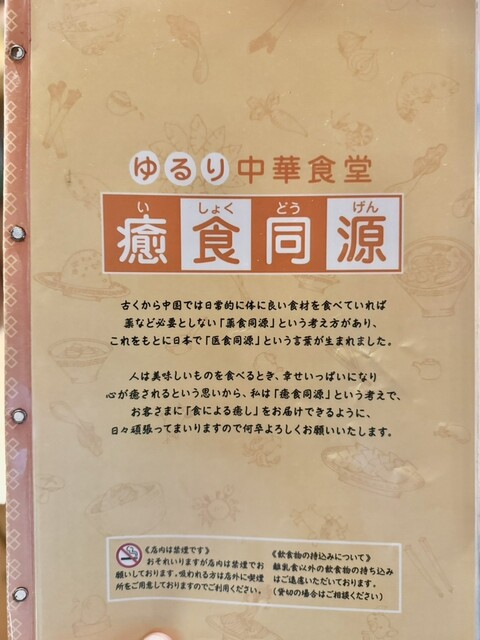 ゆるり中華食堂
い しょく どう げん
癒食同源
古くから中国では日常的に体に良い食材を食べていれば
薬など必要としない「薬食同源」という考え方があり、
これをもとに日本で「医食同源」という言葉が生まれました。
人は美味しいものを食べるとき、幸せいっぱいになり
心が癒されるという思いから、私は「癒食同源」という考えで、
お客さまに「食による癒し」をお届けできるように、
日々頑張ってまいりますので何卒よろしくお願いいたします。
《店内は禁煙です》
おそれいりますが店内は禁煙でお
願いしております。吸われる方は店外に喫煙
所をご用意しておりますのでご利用ください。
《飲食物の持込みについて》
離乳食以外の飲食物の持ち込み
はご遠慮いただいております。
（貸切の場合はご相談ください）